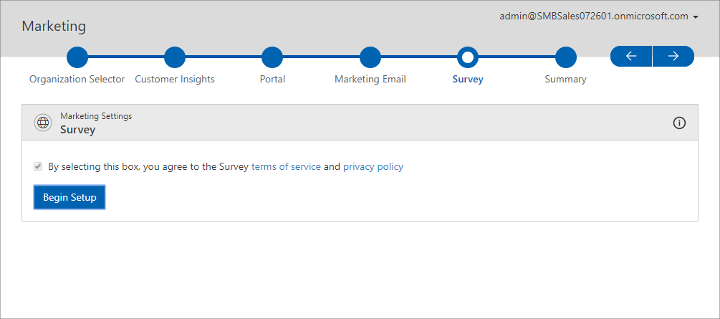 Marketing
admin@SMBSales072601.onmicrosoft.com
Organization Selector
Customer Insights
Portal
Marketing Email
Survey
Summary
Marketing Settings
Survey
By selecting this box, you agree to the Survey terms of service and privacy policy
Begin Setup